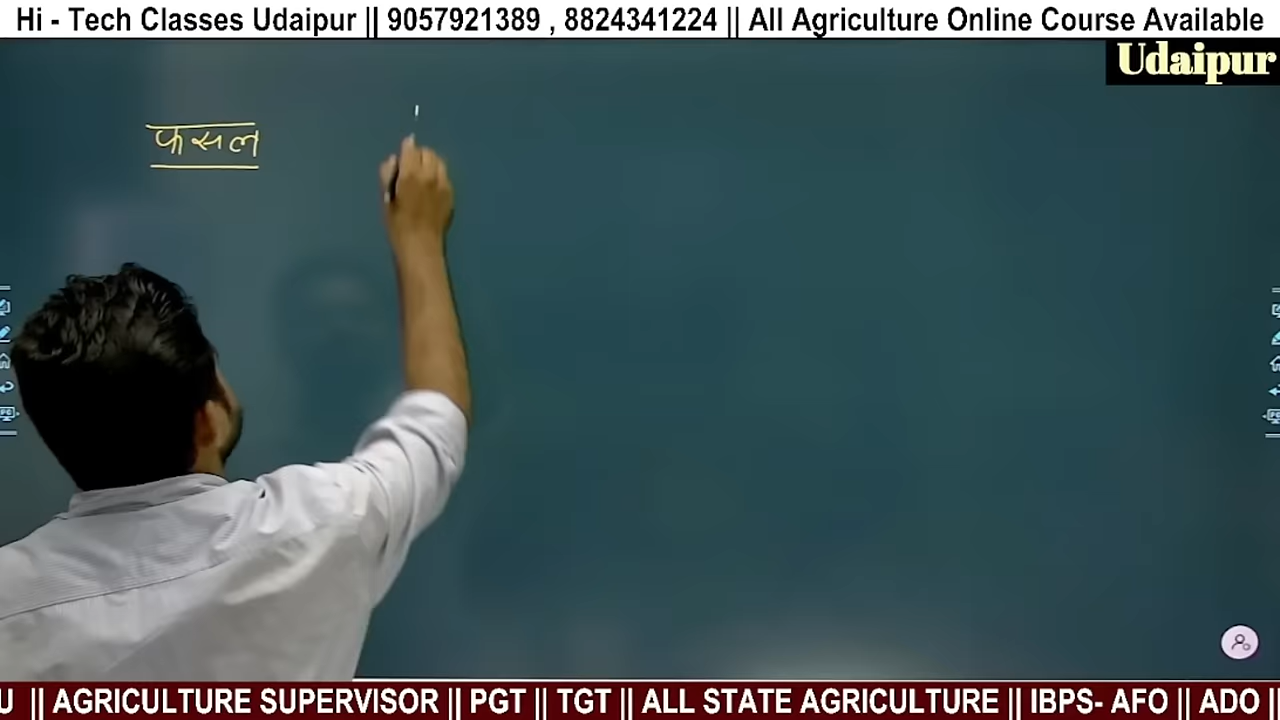 Hi - Tech Classes Udaipur || 9057921389 , 8824341224 || All Agriculture Online Course Available
Udaipur
फसल
U || AGRICULTURE SUPERVISOR || PGT || TGT || ALL STATE AGRICULTURE || IBPS- AFO || ADO |